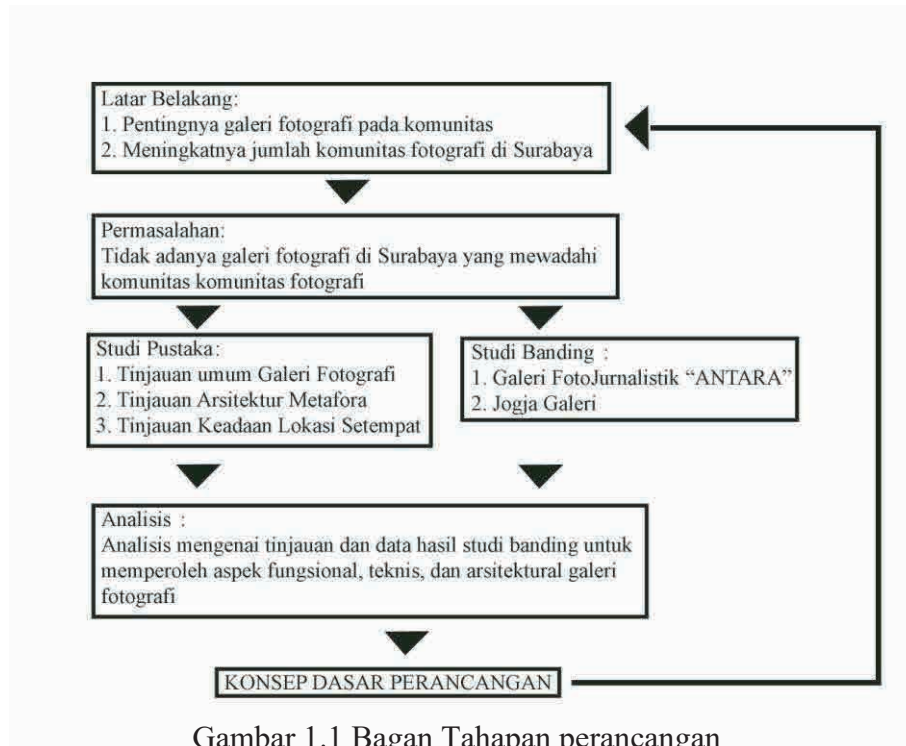 Latar Belakang:
1. Pentingnya galeri fotografi pada komunitas
2. Meningkatnya jumlah komunitas fotografi di Surabaya
Permasalahan:
Tidak adanya galeri fotografi di Surabaya yang mewadahi
komunitas komunitas fotografi
Studi Pustaka:
1. Tinjauan umum Galeri Fotografi
2. Tinjauan Arsitektur Metafora
3. Tinjauan Keadaan Lokasi Setempat
Studi Banding :
1. Galeri FotoJurnalistik “ANTARA”
2. Jogja Galeri
Analisis :
Analisis mengenai tinjauan dan data hasil studi banding untuk
memperoleh aspek fungsional, teknis, dan arsitektural galeri
fotografi
KONSEP DASAR PERANCANGAN
Gambar 1.1 Bagan Tahapan perancangan